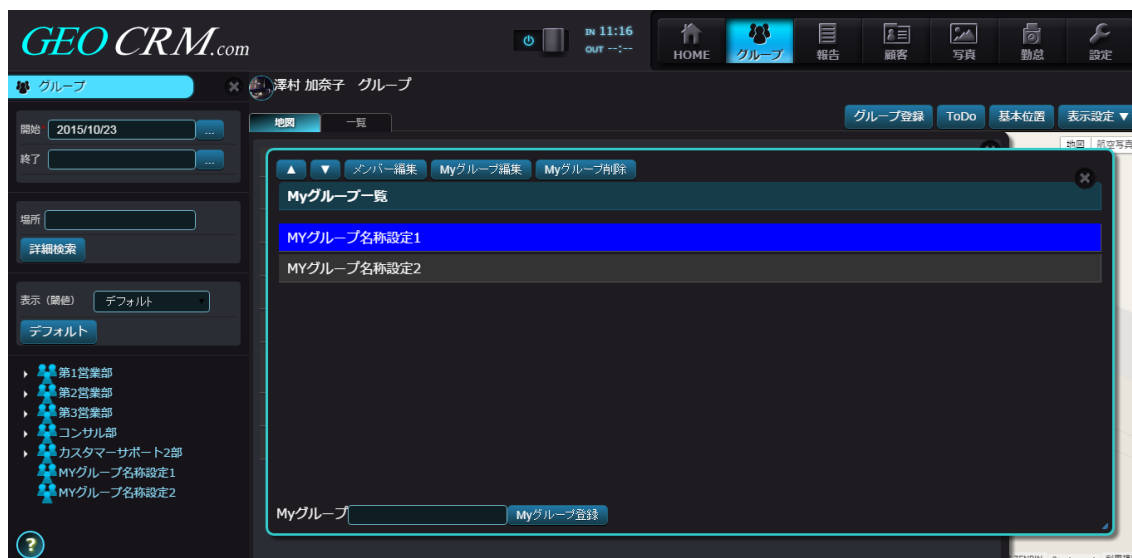 GEO CRM.com
IN 11:16
OUT --:--
HOME
グループ
報告
顧客
写真
勤怠
設定
グループ
澤村 加奈子 グループ
開始 2015/10/23 ...
終了 ...
場所
詳細検索
表示（閾値） デフォルト
デフォルト
第1営業部
第2営業部
第3営業部
コンサル部
カスタマーサポート2部
MYグループ名称設定1
MYグループ名称設定2
?
地図 一覧
グループ登録 ToDo 基本位置 表示設定 ▼
地図 航空写真
▲ ▼ メンバー編集 Myグループ編集 Myグループ削除
Myグループ一覧
MYグループ名称設定1
MYグループ名称設定2
Myグループ Myグループ登録